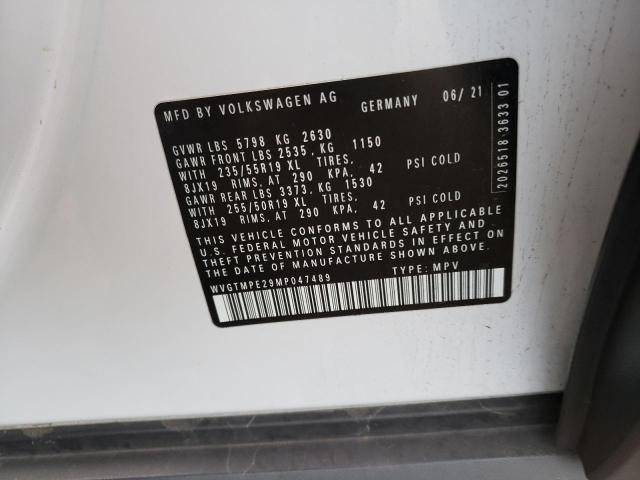 MFD BY VOLKSWAGEN AG GERMANY 06/ 21
GVWR LBS 5798 KG 2630
GAWR FRONT LBS 2535, KG 1150
WITH 235/55R19 XL TIRES,
8JX19 RIMS, AT 290 KPA, 42 PSI COLD
GAWR REAR LBS 3373, KG 1530
WITH 255/50R19 XL TIRES,
8JX19 RIMS, AT 290 KPA, 42 PSI COLD
THIS VEHICLE CONFORMS TO ALL APPLICABLE
U.S. FEDERAL MOTOR VEHICLE SAFETY AND
THEFT PREVENTION STANDARDS IN EFFECT ON
THE DATE OF MANUFACTURE SHOWN ABOVE.
WVGTMPE29MP047489 TYPE: MPV
2026518 3633 01